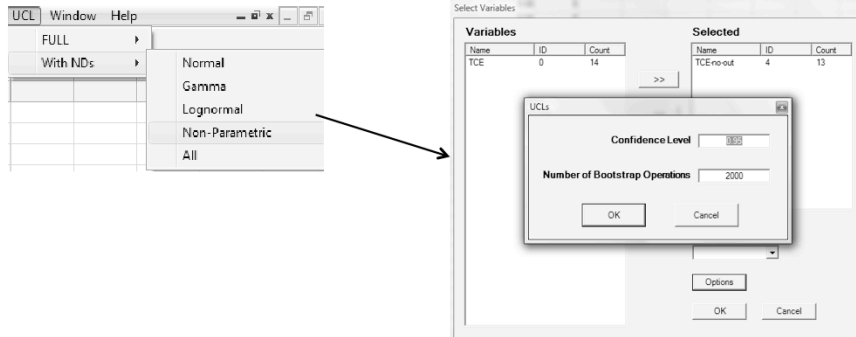 UCL Window Help
FULL
With NDs
Normal
Gamma
Lognormal
Non-Parametric
All
Select Variables
Variables
Name ID Count
TCE 0 14
>>
Selected
Name ID Count
TCE-no-out 4 13
UCLs
Confidence Level 0.95
Number of Bootstrap Operations 2000
OK Cancel
Options
OK Cancel